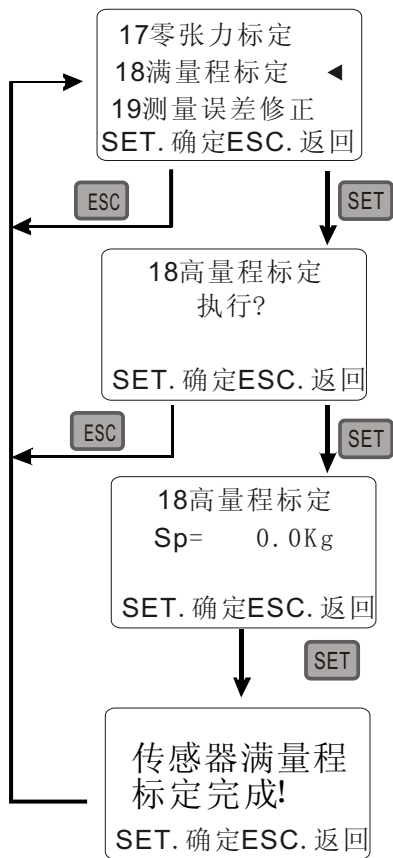 17零张力标定
18满量程标定 ◀
19测量误差修正
SET.确定ESC.返回
ESC
SET
18高量程标定
执行?
SET.确定ESC.返回
ESC
SET
18高量程标定
Sp= 0.0Kg
SET.确定ESC.返回
SET
传感器满量程
标定完成!
SET.确定ESC.返回